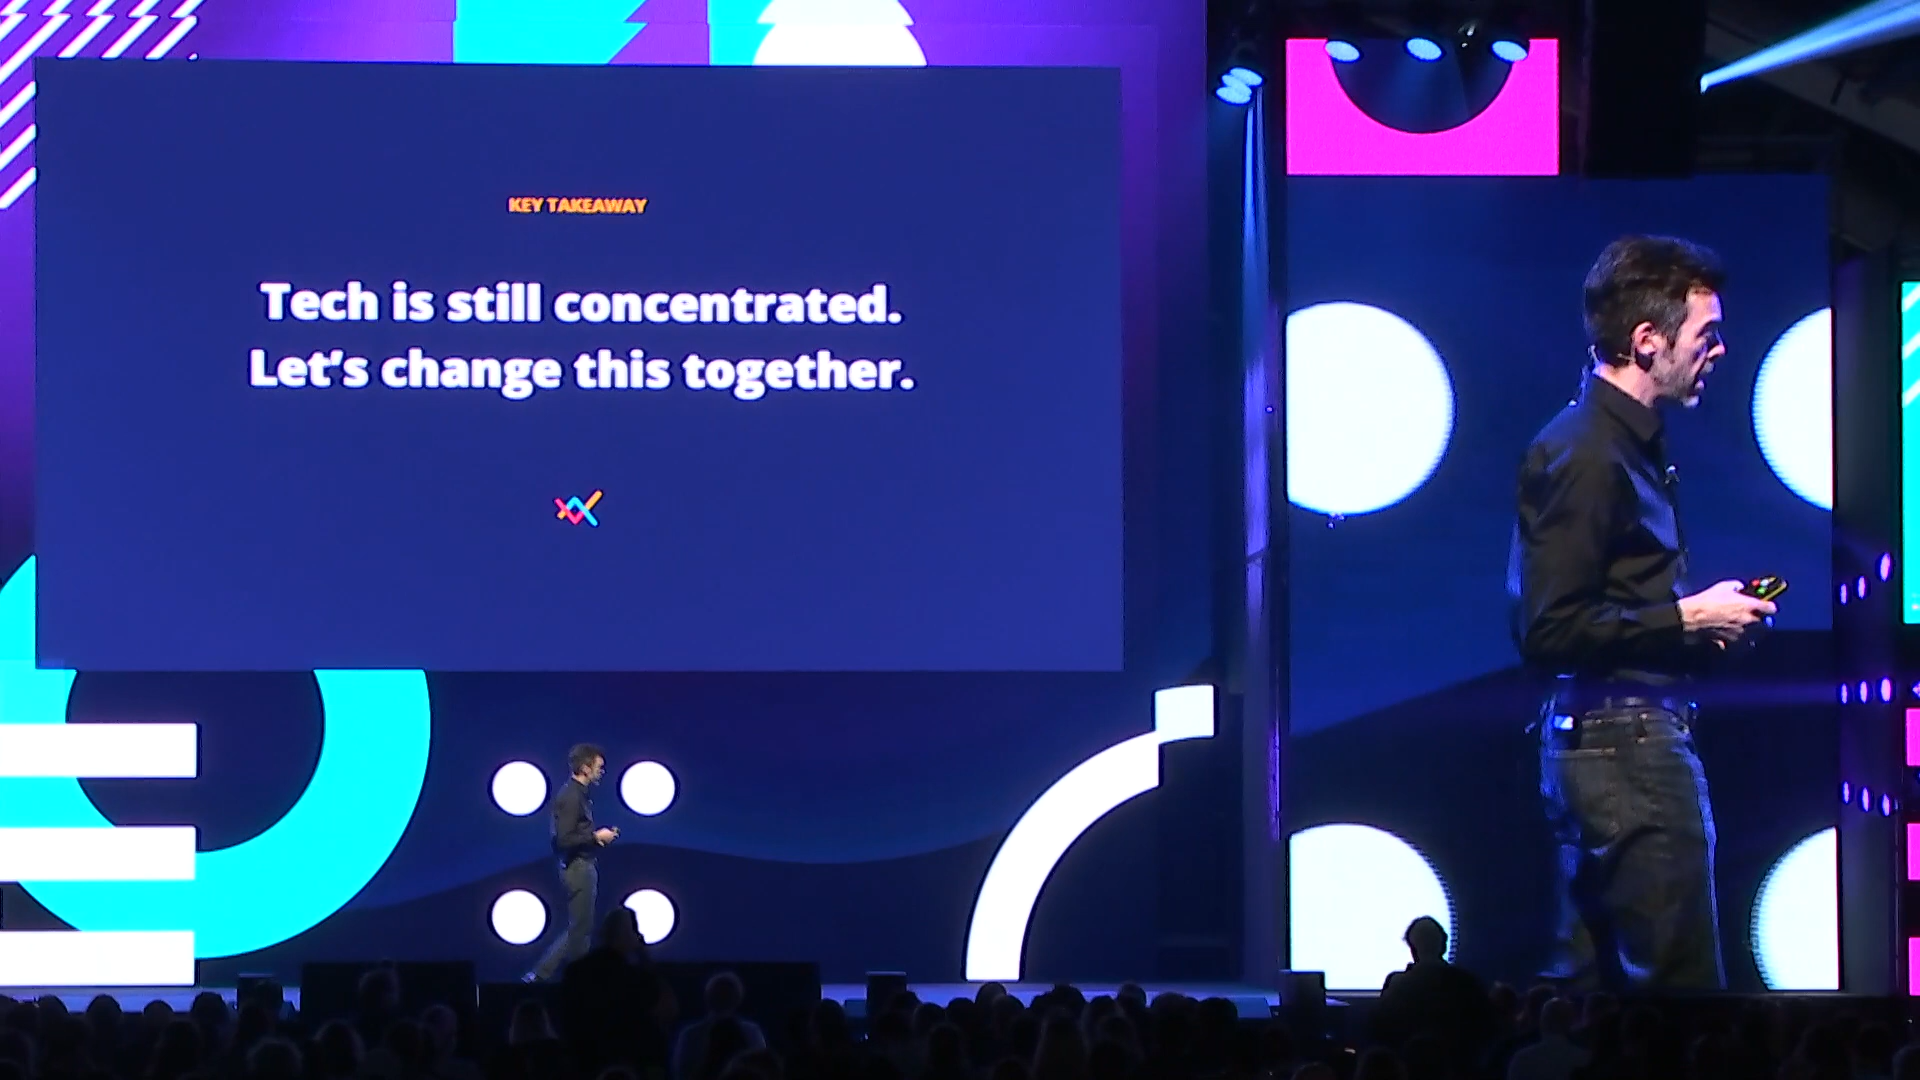 KEY TAKEAWAY
Tech is still concentrated.
Let's change this together.